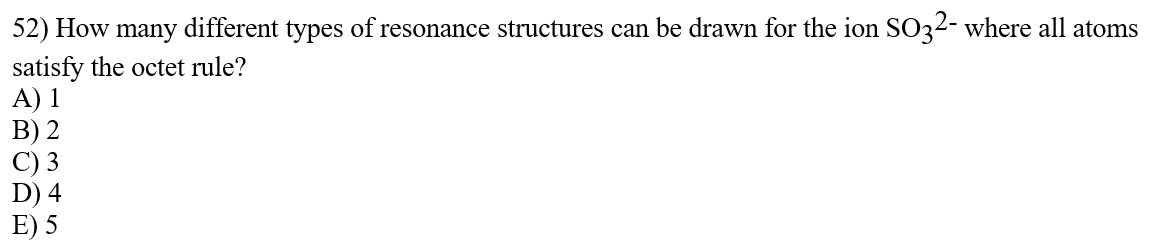 52) How many different types of resonance structures can be drawn for the ion SO₃²⁻ where all atoms
satisfy the octet rule?
A) 1
B) 2
C) 3
D) 4
E) 5